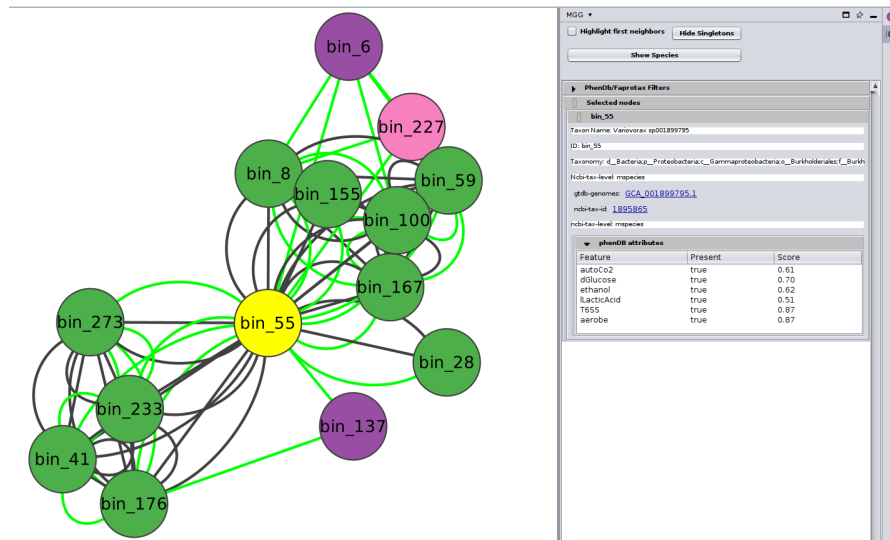 bin_6
bin_227
bin_8
bin_155
bin_59
bin_100
bin_167
bin_273
bin_55
bin_28
bin_233
bin_137
bin_41
bin_176
MGG
Highlight first neighbors Hide Singletons
Show Species
PhenDb/Faprotax Filters
Selected nodes
bin_55
Taxon Name: Variovorax sp001899795
ID: bin_55
Taxonomy: d__Bacteria;p__Proteobacteria;c__Gammaproteobacteria;o__Burkholderiales;f__Burkh
Ncbi-tax-level: mspecies
gtdb-genomes: GCA_001899795.1
ncbi-tax-id: 1895865
ncbi-tax-level: mspecies
phenDB attributes
Feature Present Score
autoCo2 true 0.61
dGlucose true 0.70
ethanol true 0.62
lLacticAcid true 0.51
T6SS true 0.87
aerobe true 0.87